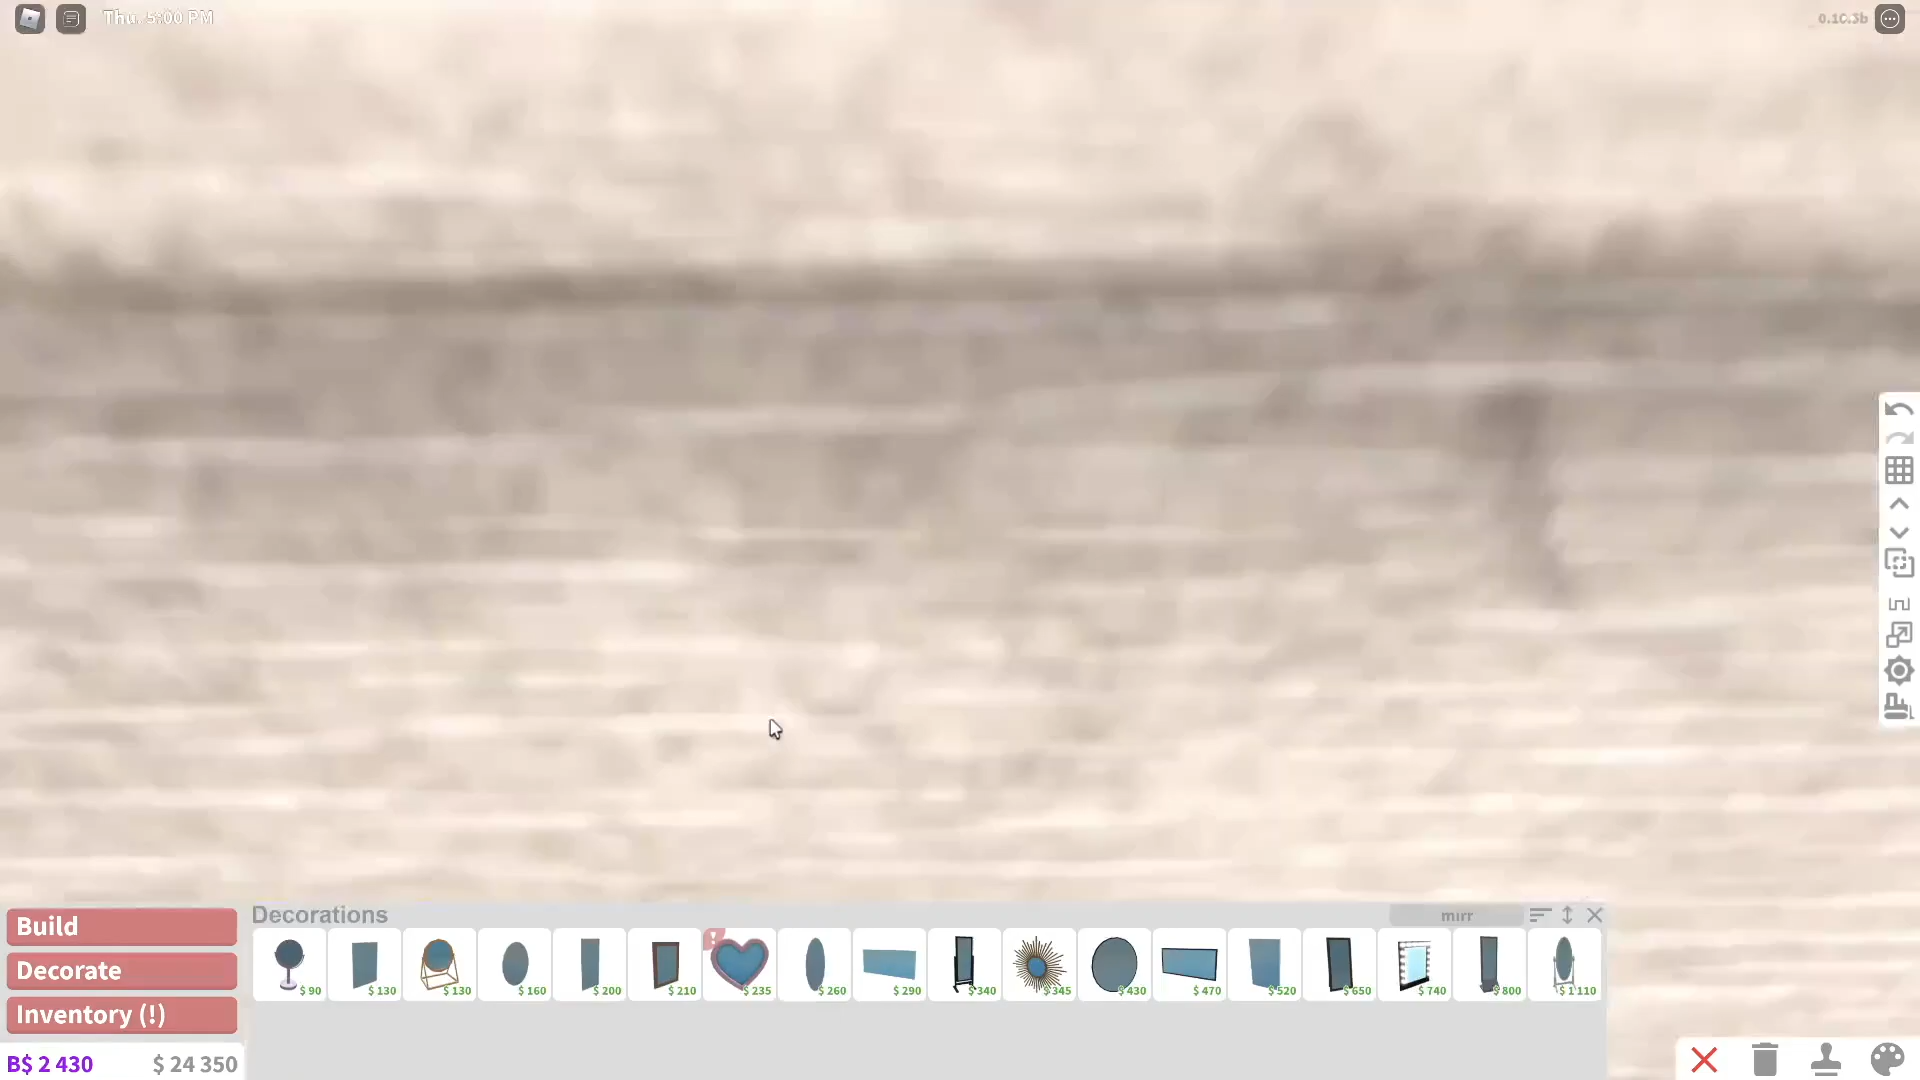 Thu. 5:00 PM
0.10.3b
Build
Decorate
Inventory (!)
B$ 2 430
$ 24 350
Decorations
mirr
$ 90
$ 130
$ 130
$ 160
$ 200
$ 210
!
$ 235
$ 260
$ 290
$ 340
$ 345
$ 430
$ 470
$ 520
$ 650
$ 740
$ 800
$ 1 110